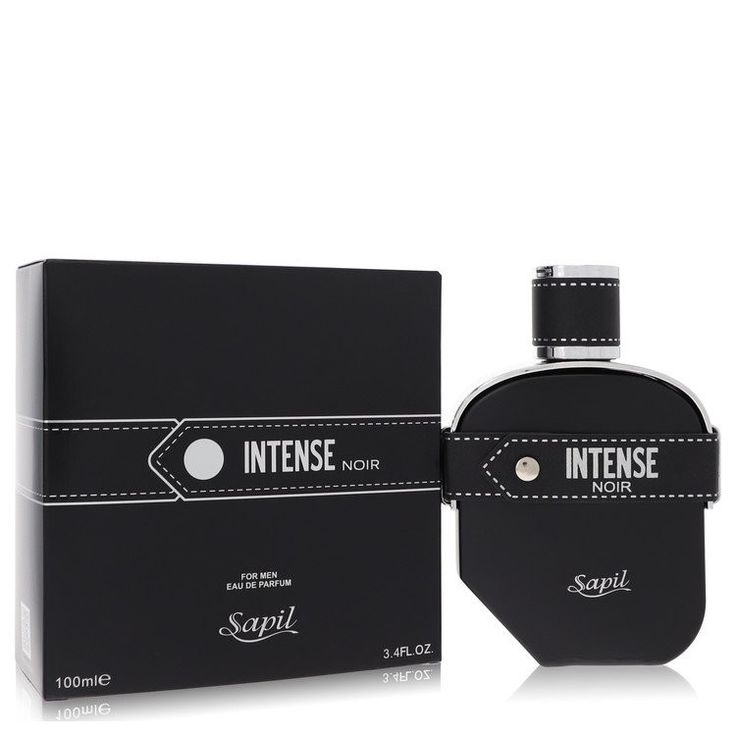 INTENSE NOIR
FOR MEN
EAU DE PARFUM
Sapil
100ml e
3.4FL.OZ.
INTENSE
NOIR
Sapil